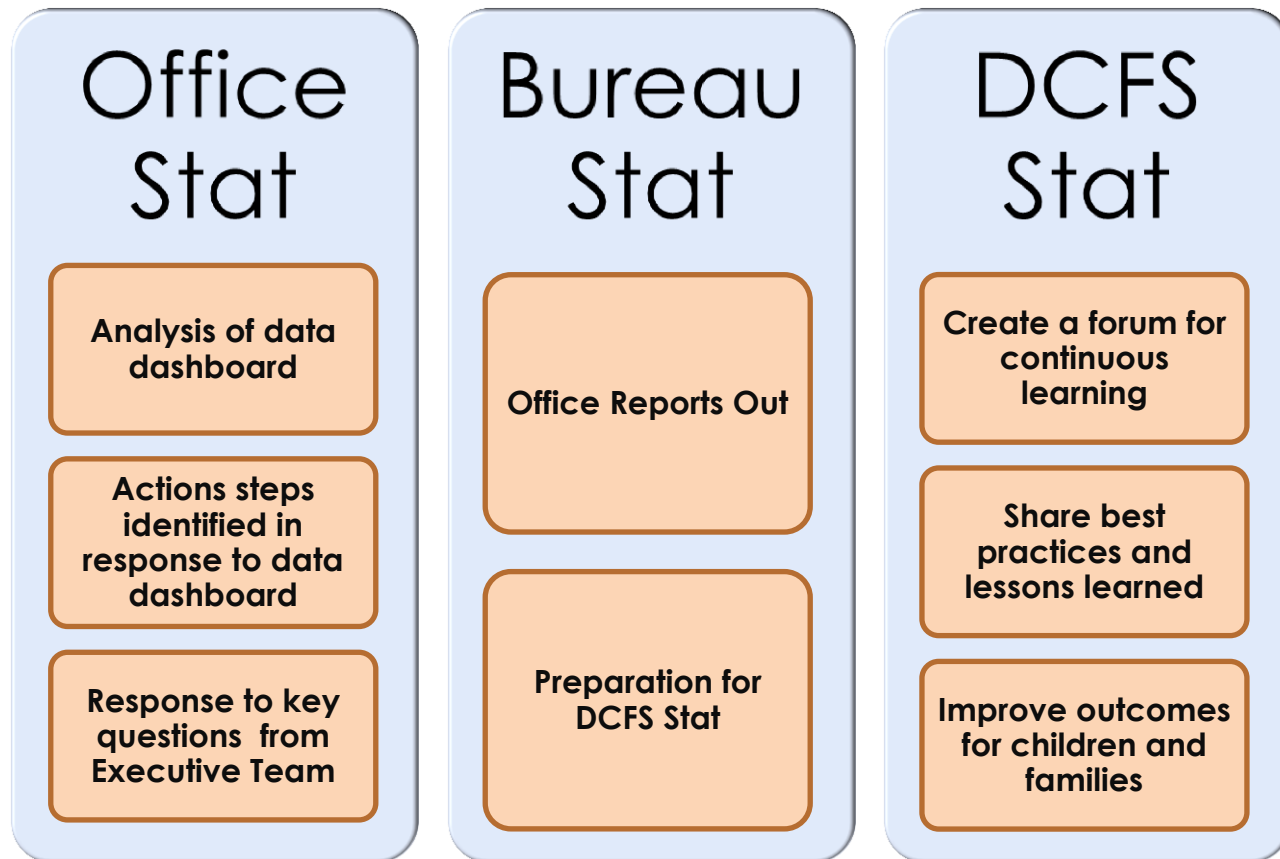 Office
Stat
Analysis of data
dashboard
Actions steps
identified in
response to data
dashboard
Response to key
questions  from
Executive Team
Bureau
Stat
Office Reports Out
Preparation for
DCFS Stat
DCFS
Stat
Create a forum for
continuous
learning
Share best
practices and
lessons learned
Improve outcomes
for children and
families